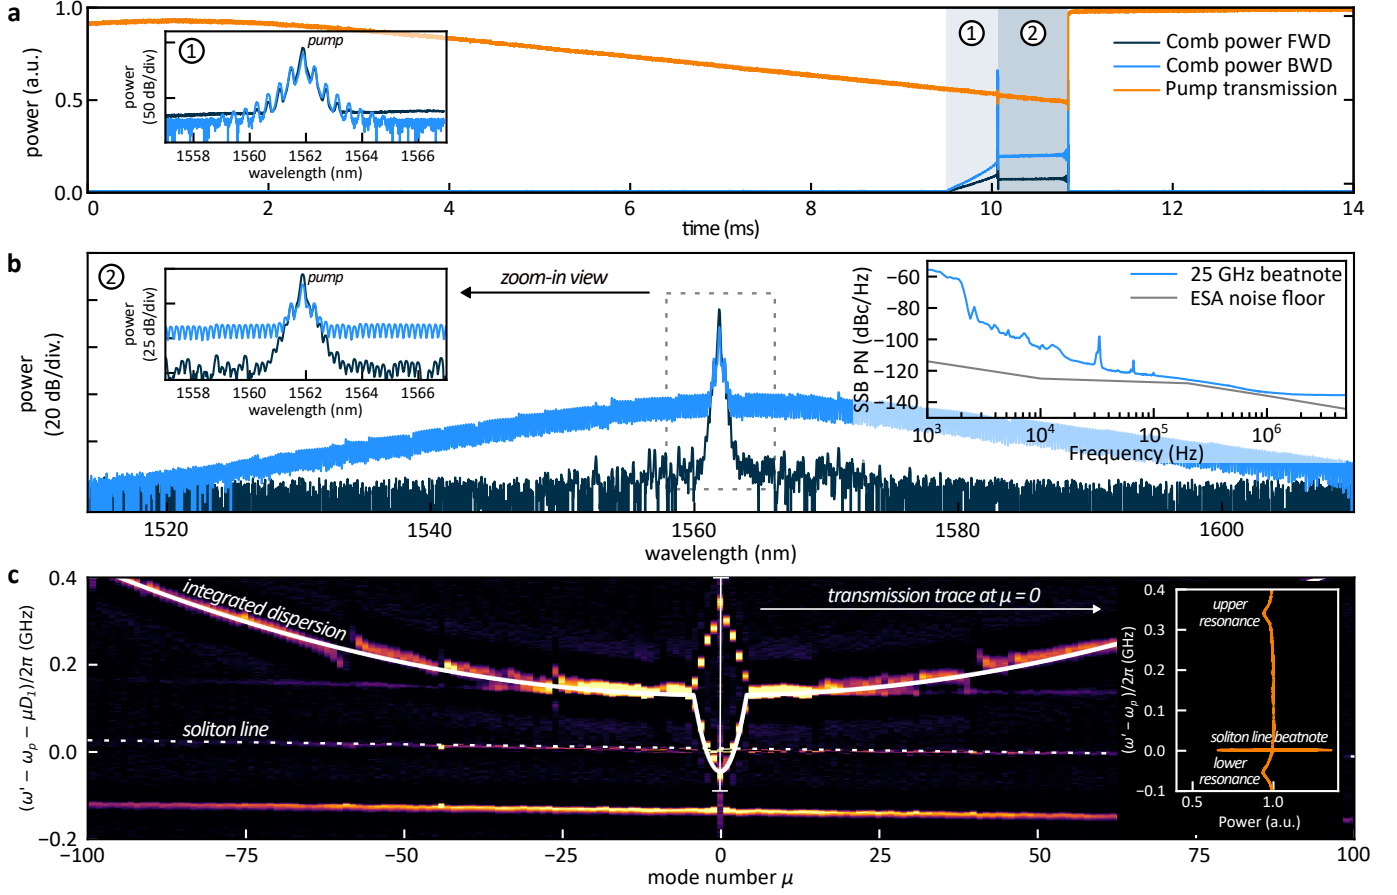 a
power (a.u.)
1.0
0.5
0.0
1
pump
power
(50 dB/div)
1558 1560 1562 1564 1566
wavelength (nm)
1 2
Comb power FWD
Comb power BWD
Pump transmission
0 2 4 6 8 10 12 14
time (ms)
b
power
(20 dB/div.)
2
pump
power
(25 dB/div)
1558 1560 1562 1564 1566
wavelength (nm)
zoom-in view
SSB PN (dBc/Hz)
−60
−80
−100
−120
−140
25 GHz beatnote
ESA noise floor
10³ 10⁴ 10⁵ 10⁶
Frequency (Hz)
1520 1540 1560 1580 1600
wavelength (nm)
c
(ω' − ω_p − μD₁)/2π (GHz)
0.4
0.2
0.0
−0.2
integrated dispersion
soliton line
transmission trace at μ = 0
(ω' − ω_p)/2π (GHz)
0.4
0.3
0.2
0.1
0.0
−0.1
upper
resonance
soliton line beatnote
lower
resonance
0.5 1.0
Power (a.u.)
−100 −75 −50 −25 0 25 50 75 100
mode number μ